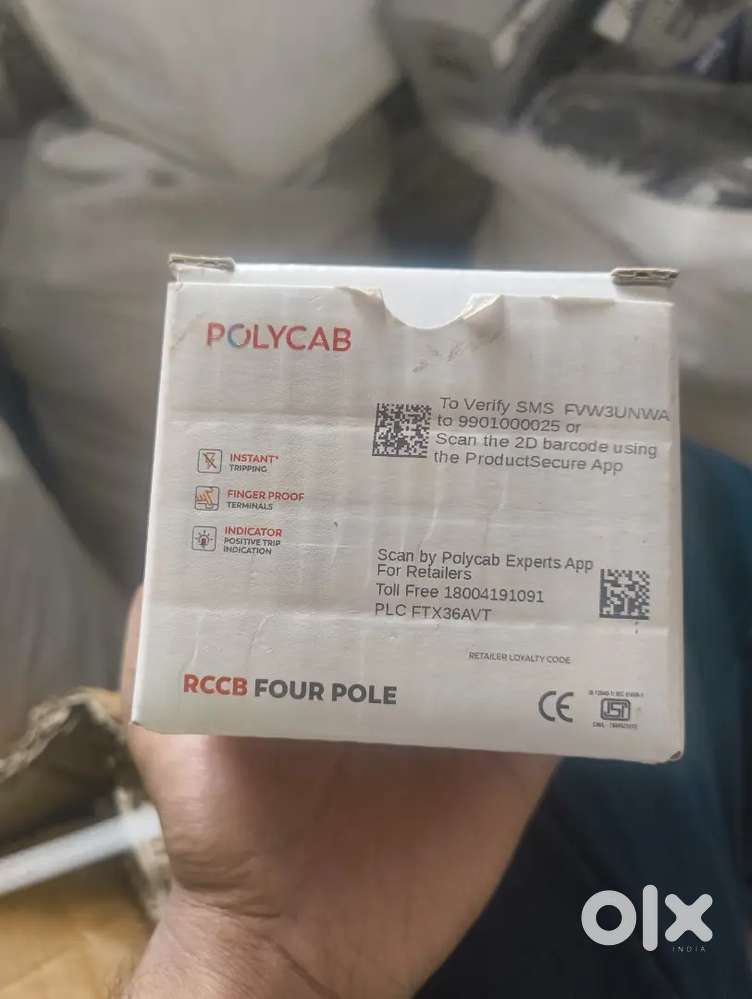 POLYCAB
To Verify SMS FVW3UNWA
to 9901000025 or
Scan the 2D barcode using
the ProductSecure App
INSTANT*
TRIPPING
FINGER PROOF
TERMINALS
INDICATOR
POSITIVE TRIP
INDICATION
Scan by Polycab Experts App
For Retailers
Toll Free 18004191091
PLC FTX36AVT
RETAILER LOYALTY CODE
RCCB FOUR POLE
CE
ISI
olx
INDIA